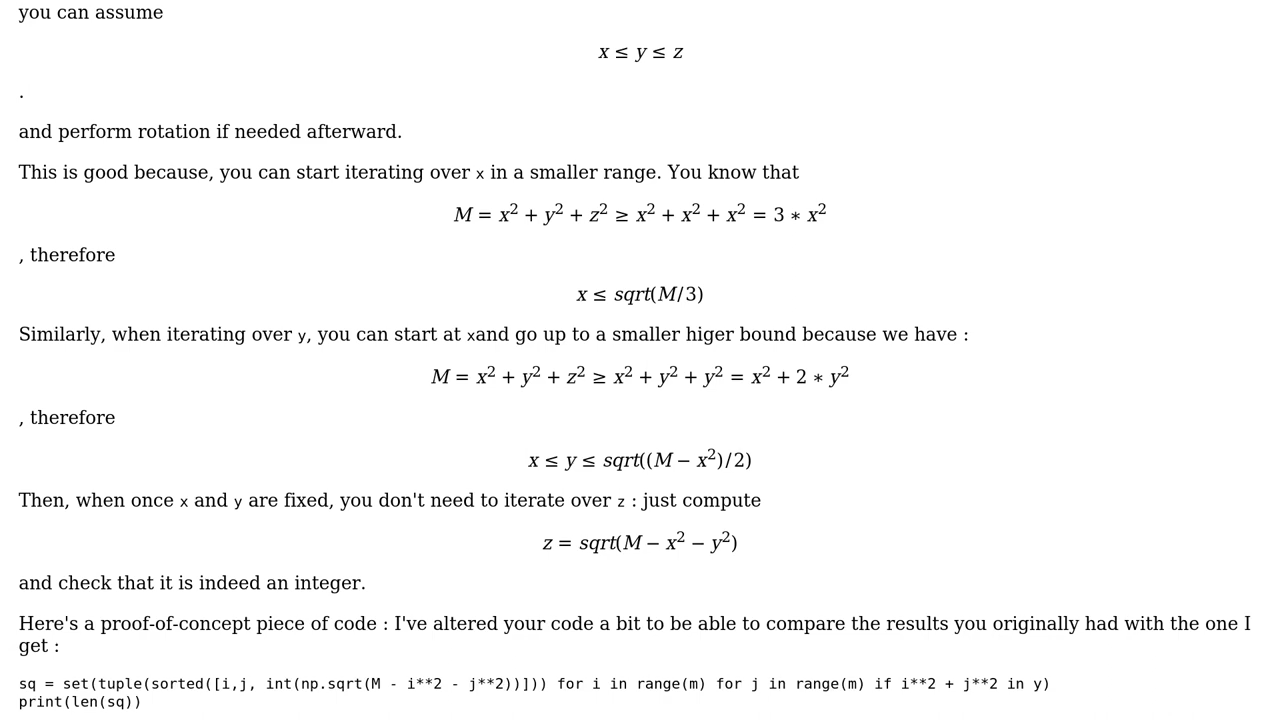 you can assume
x ≤ y ≤ z
.
and perform rotation if needed afterward.
This is good because, you can start iterating over x in a smaller range. You know that
M = x² + y² + z² ≥ x² + x² + x² = 3 * x²
, therefore
x ≤ sqrt(M/3)
Similarly, when iterating over y, you can start at xand go up to a smaller higer bound because we have :
M = x² + y² + z² ≥ x² + y² + y² = x² + 2 * y²
, therefore
x ≤ y ≤ sqrt((M − x²)/2)
Then, when once x and y are fixed, you don't need to iterate over z : just compute
z = sqrt(M − x² − y²)
and check that it is indeed an integer.
Here's a proof-of-concept piece of code : I've altered your code a bit to be able to compare the results you originally had with the one I
get :
sq = set(tuple(sorted([i,j, int(np.sqrt(M - i**2 - j**2))])) for i in range(m) for j in range(m) if i**2 + j**2 in y)
print(len(sq))